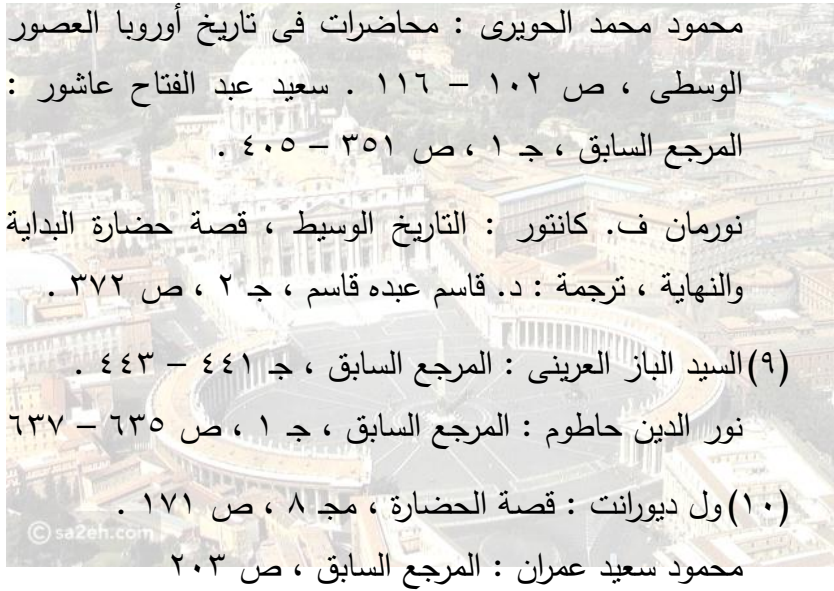 محمود محمد الحويرى : محاضرات فى تاريخ أوروبا العصور
الوسطى ، ص ١٠٢ – ١١٦ . سعيد عبد الفتاح عاشور :
المرجع السابق ، جـ ١ ، ص ٣٥١ – ٤٠٥ .
نورمان ف. كانتور : التاريخ الوسيط ، قصة حضارة البداية
والنهاية ، ترجمة : د. قاسم عبده قاسم ، جـ ٢ ، ص ٣٧٢ .
(٩) السيد الباز العرينى : المرجع السابق ، جـ ٤٤١ – ٤٤٣ .
نور الدين حاطوم : المرجع السابق ، جـ ١ ، ص ٦٣٥ – ٦٣٧
(١٠) ول ديورانت : قصة الحضارة ، مجـ ٨ ، ص ١٧١ .
© sa2eh.com
محمود سعيد عمران : المرجع السابق ، ص ٢٠٣